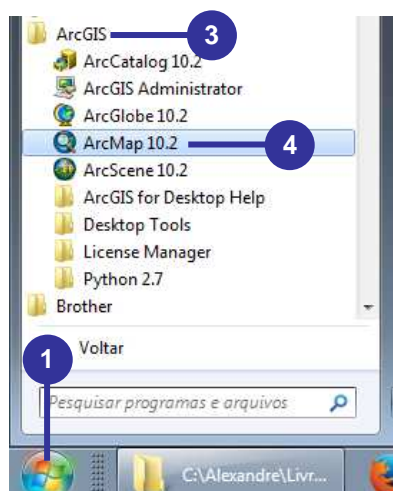 ArcGIS 3
ArcCatalog 10.2
ArcGIS Administrator
ArcGlobe 10.2
ArcMap 10.2 4
ArcScene 10.2
ArcGIS for Desktop Help
Desktop Tools
License Manager
Python 2.7
Brother
1 Voltar
Pesquisar programas e arquivos
C:\Alexandre\Livr...